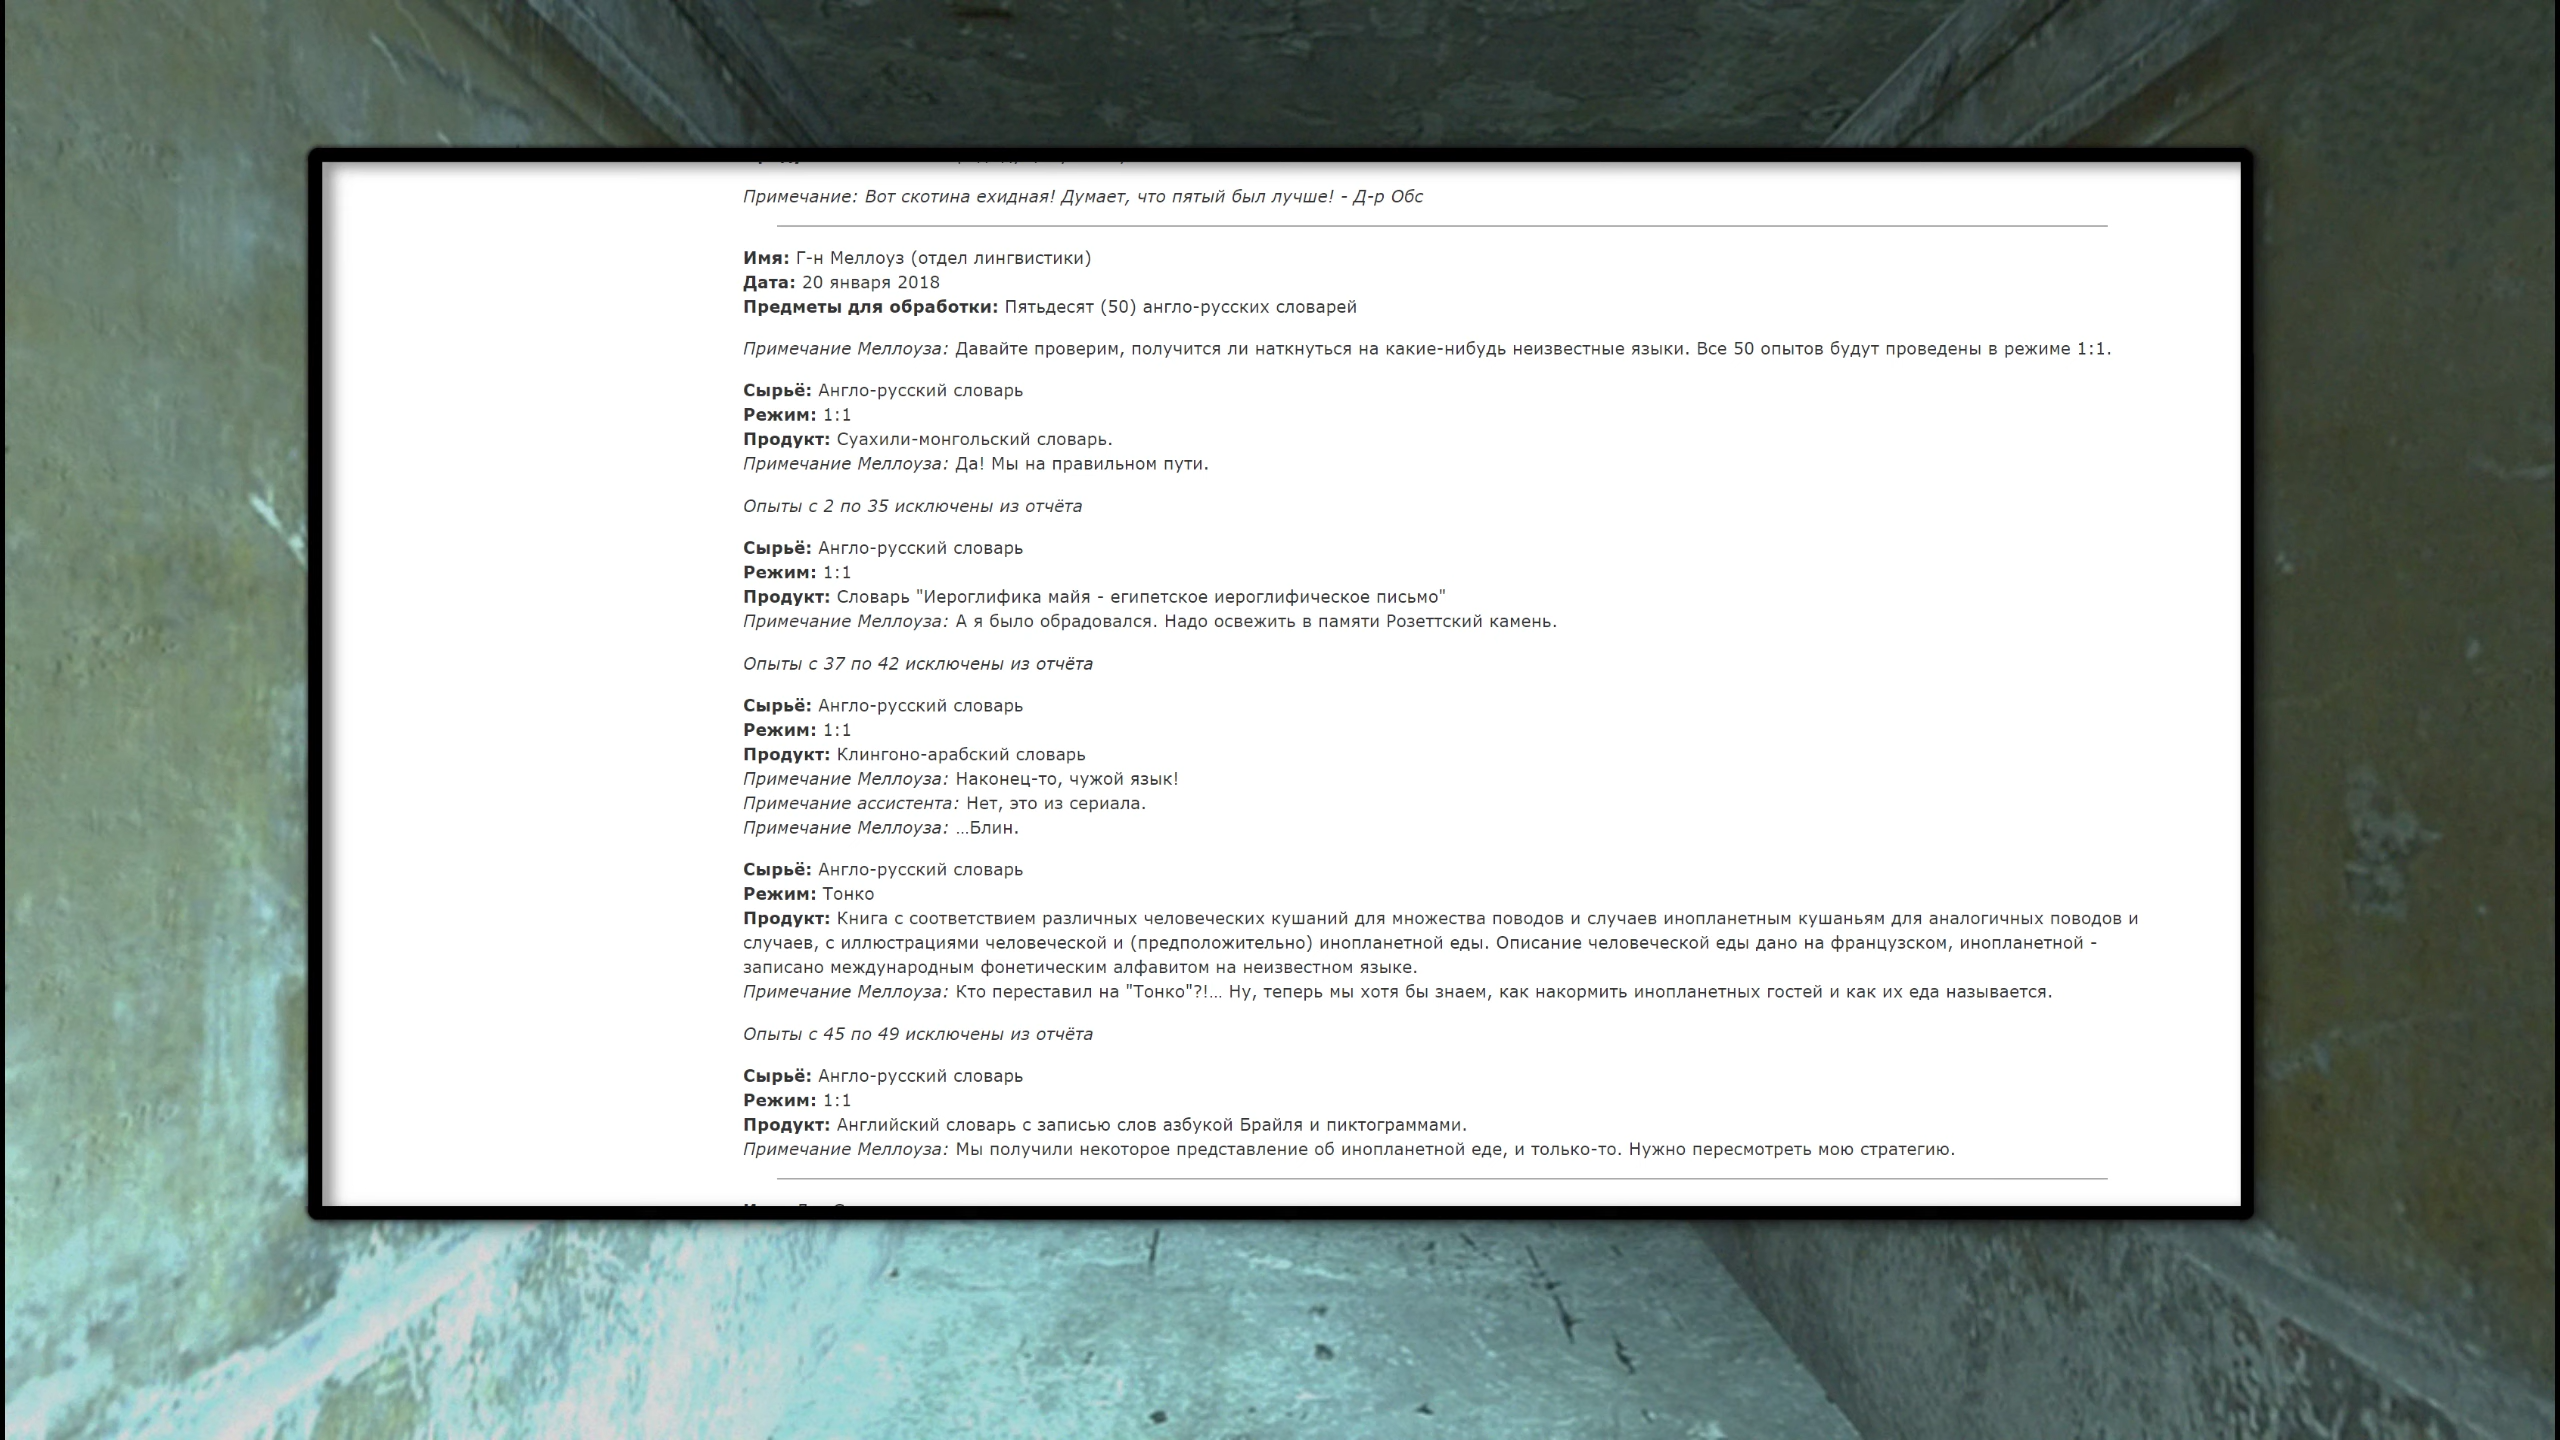 Примечание: Вот скотина ехидная! Думает, что пятый был лучше! - Д-р Обс
Имя: Г-н Меллоуз (отдел лингвистики)
Дата: 20 января 2018
Предметы для обработки: Пятьдесят (50) англо-русских словарей
Примечание Меллоуза: Давайте проверим, получится ли наткнуться на какие-нибудь неизвестные языки. Все 50 опытов будут проведены в режиме 1:1.
Сырьё: Англо-русский словарь
Режим: 1:1
Продукт: Суахили-монгольский словарь.
Примечание Меллоуза: Да! Мы на правильном пути.
Опыты с 2 по 35 исключены из отчёта
Сырьё: Англо-русский словарь
Режим: 1:1
Продукт: Словарь "Иероглифика майя - египетское иероглифическое письмо"
Примечание Меллоуза: А я было обрадовался. Надо освежить в памяти Розеттский камень.
Опыты с 37 по 42 исключены из отчёта
Сырьё: Англо-русский словарь
Режим: 1:1
Продукт: Клингоно-арабский словарь
Примечание Меллоуза: Наконец-то, чужой язык!
Примечание ассистента: Нет, это из сериала.
Примечание Меллоуза: …Блин.
Сырьё: Англо-русский словарь
Режим: Тонко
Продукт: Книга с соответствием различных человеческих кушаний для множества поводов и случаев инопланетным кушаньям для аналогичных поводов и
случаев, с иллюстрациями человеческой и (предположительно) инопланетной еды. Описание человеческой еды дано на французском, инопланетной -
записано международным фонетическим алфавитом на неизвестном языке.
Примечание Меллоуза: Кто переставил на "Тонко"?!… Ну, теперь мы хотя бы знаем, как накормить инопланетных гостей и как их еда называется.
Опыты с 45 по 49 исключены из отчёта
Сырьё: Англо-русский словарь
Режим: 1:1
Продукт: Английский словарь с записью слов азбукой Брайля и пиктограммами.
Примечание Меллоуза: Мы получили некоторое представление об инопланетной еде, и только-то. Нужно пересмотреть мою стратегию.